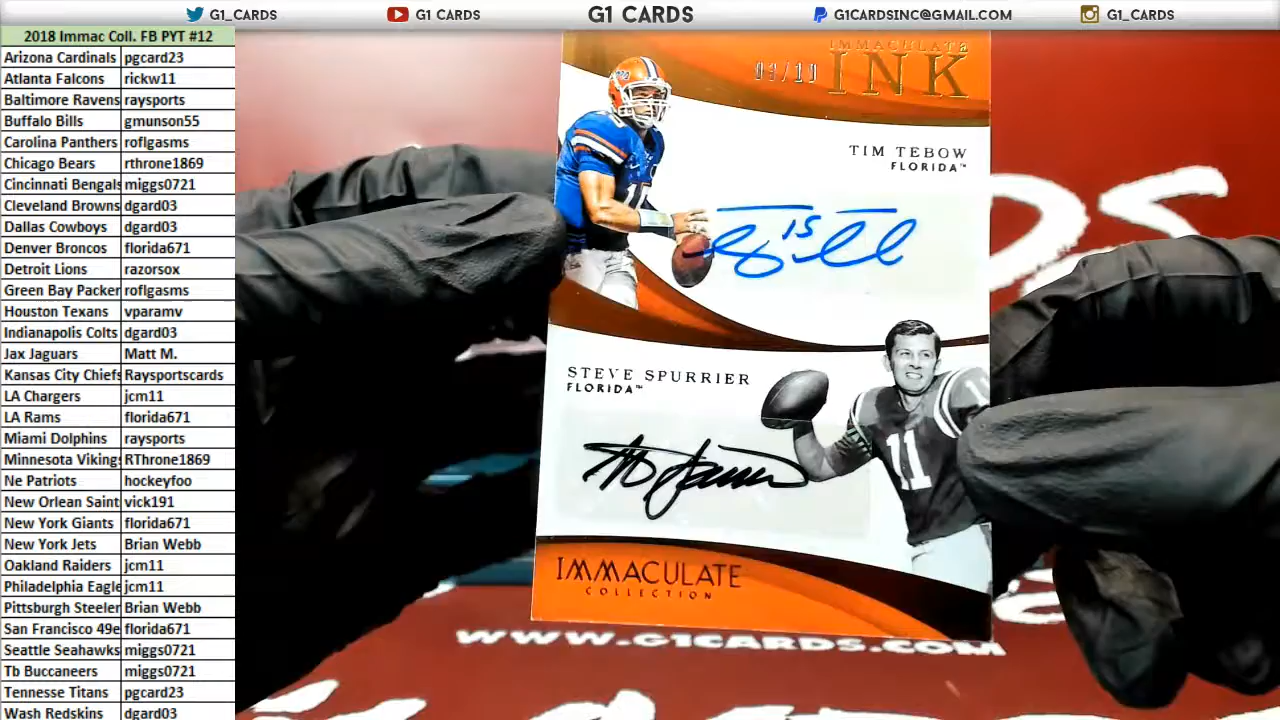 G1_CARDS
G1 CARDS
G1 CARDS
G1CARDSINC@GMAIL.COM
G1_CARDS
2018 Immac Coll. FB PYT #12
Arizona Cardinals pgcard23
Atlanta Falcons rickw11
Baltimore Ravens raysports
Buffalo Bills gmunson55
Carolina Panthers roflgasms
Chicago Bears rthrone1869
Cincinnati Bengals miggs0721
Cleveland Browns dgard03
Dallas Cowboys dgard03
Denver Broncos florida671
Detroit Lions razorsox
Green Bay Packer roflgasms
Houston Texans vparamv
Indianapolis Colts dgard03
Jax Jaguars Matt M.
Kansas City Chiefs Raysportscards
LA Chargers jcm11
LA Rams florida671
Miami Dolphins raysports
Minnesota Vikings RThrone1869
Ne Patriots hockeyfoo
New Orlean Saint vick191
New York Giants florida671
New York Jets Brian Webb
Oakland Raiders jcm11
Philadelphia Eagle jcm11
Pittsburgh Steeler Brian Webb
San Francisco 49e florida671
Seattle Seahawks miggs0721
Tb Buccaneers miggs0721
Tennesse Titans pgcard23
Wash Redskins dgard03
IMMACULATE
INK
TIM TEBOW
FLORIDA™
15
STEVE SPURRIER
FLORIDA™
11
IMMACULATE
COLLECTION
WWW.G1CARDS.COM